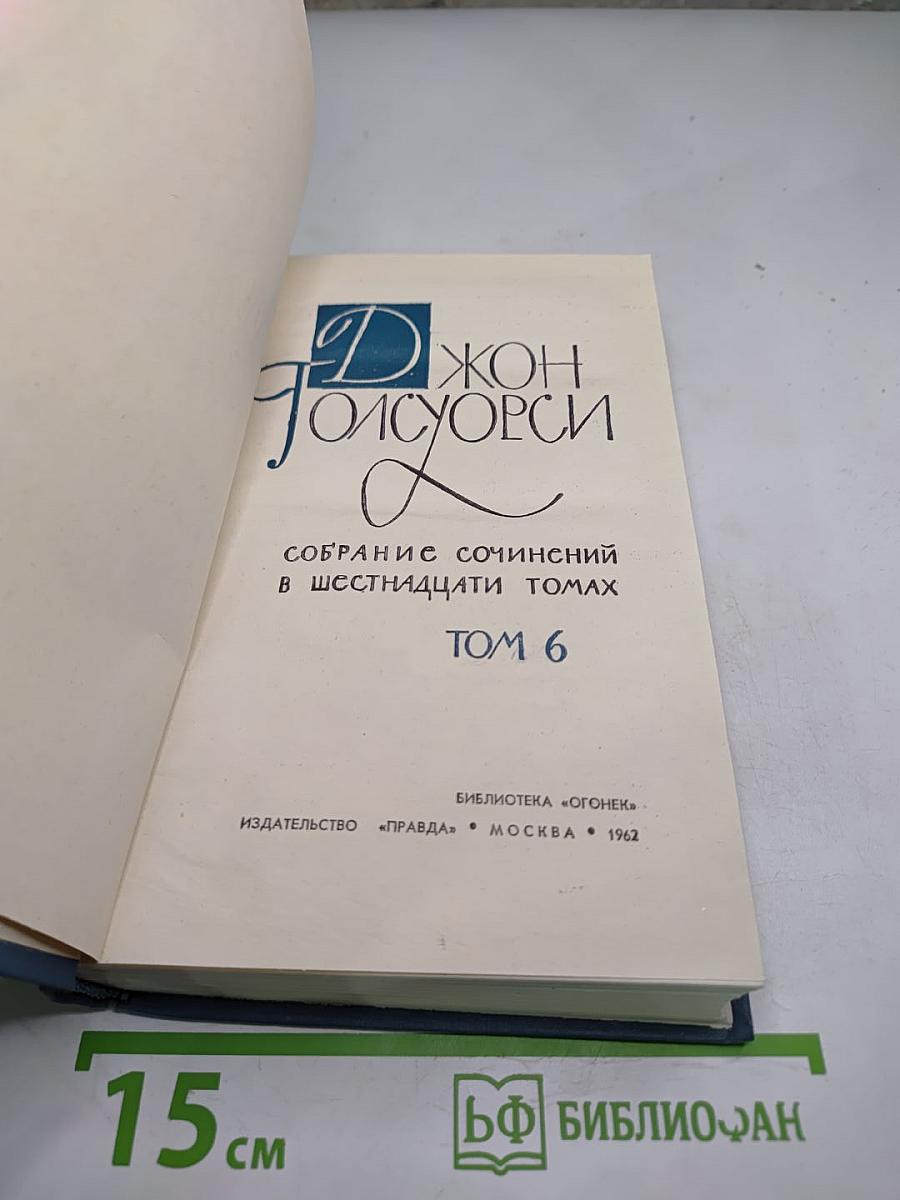 ДЖОН
ГОЛСУОРСИ
СОБРАНИЕ СОЧИНЕНИЙ
В ШЕСТНАДЦАТИ ТОМАХ
ТОМ 6
БИБЛИОТЕКА «ОГОНЕК»
ИЗДАТЕЛЬСТВО «ПРАВДА» • МОСКВА • 1962
15 см
БФ БИБЛИОФАН